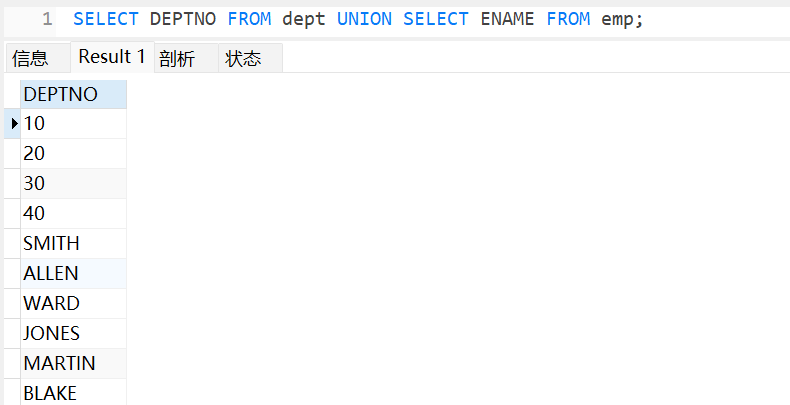 1 SELECT DEPTNO FROM dept UNION SELECT ENAME FROM emp;
信息 Result 1 剖析 状态
DEPTNO
10
20
30
40
SMITH
ALLEN
WARD
JONES
MARTIN
BLAKE